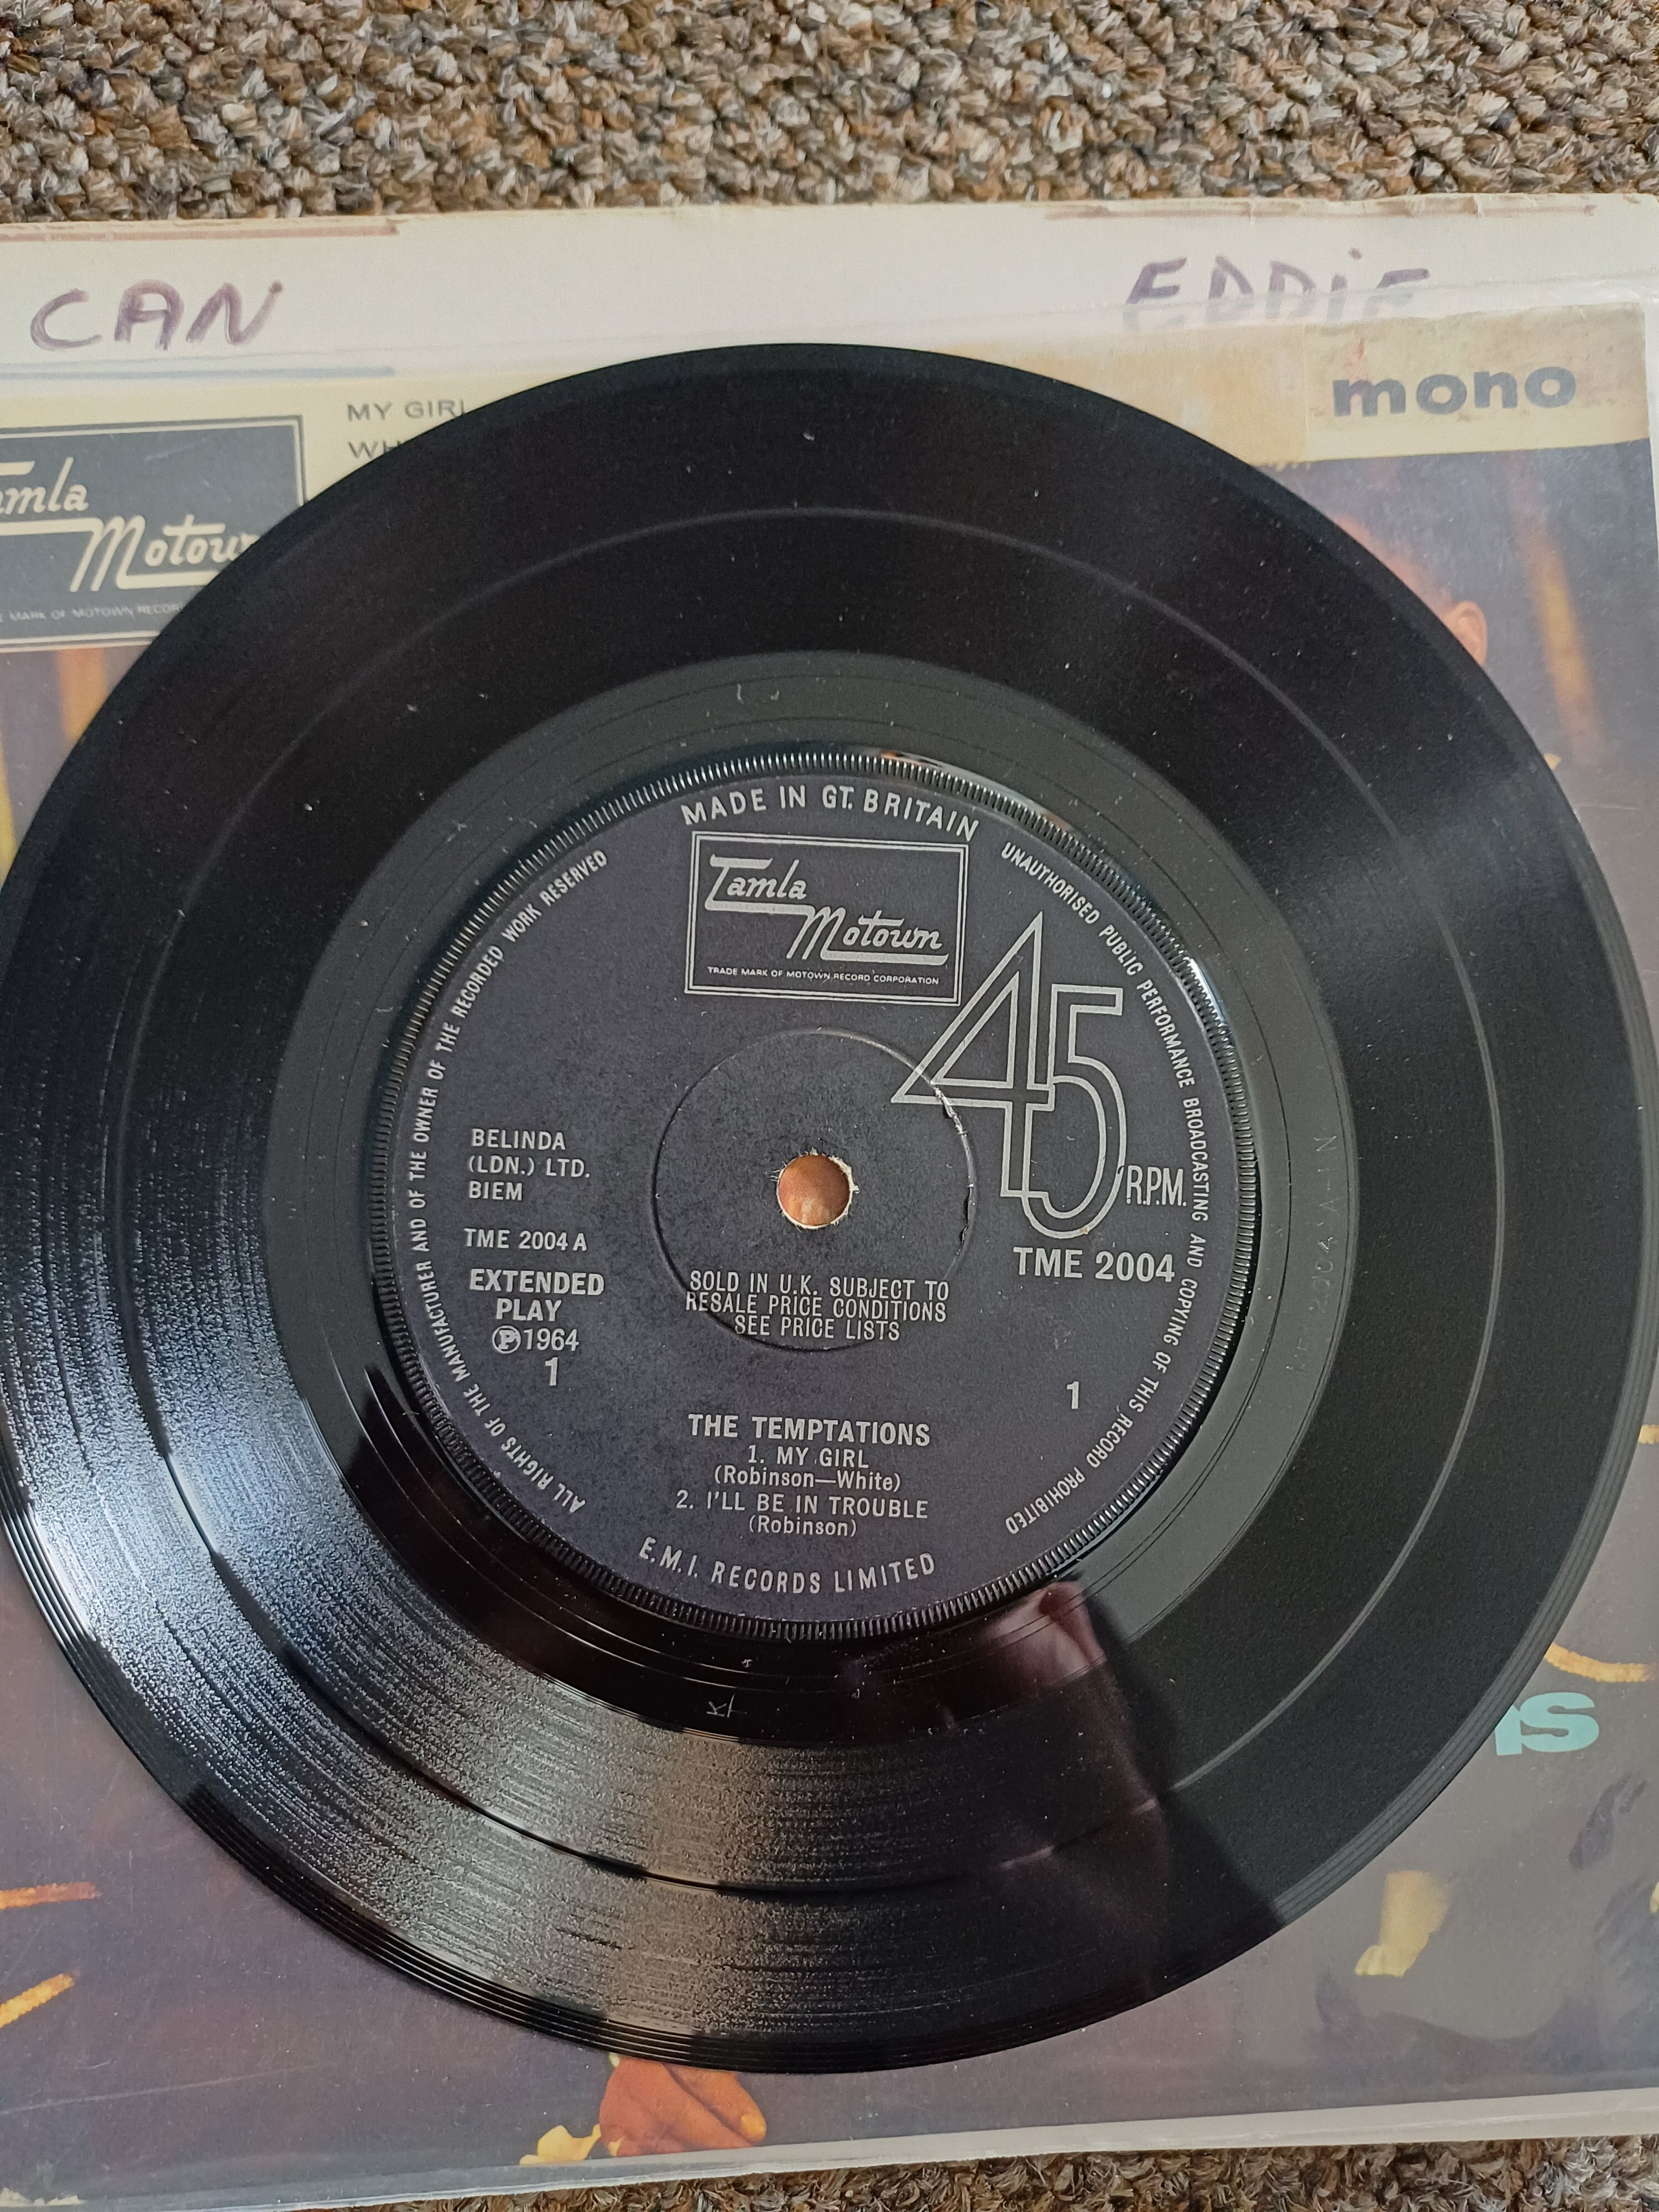 CAN
EDDIE
mono
MY GIRL
Tamla
Motown
MADE IN GT. BRITAIN
UNAUTHORISED PUBLIC PERFORMANCE BROADCASTING AND COPYING OF THIS RECORD PROHIBITED
E.M.I. RECORDS LIMITED
ALL RIGHTS OF THE MANUFACTURER AND OF THE OWNER OF THE RECORDED WORK RESERVED
Tamla
Motown
TRADE MARK OF MOTOWN RECORD CORPORATION
45
R.P.M.
TME 2004
BELINDA
(LDN.) LTD.
BIEM
TME 2004 A
EXTENDED
PLAY
℗1964
1
SOLD IN U.K. SUBJECT TO
RESALE PRICE CONDITIONS
SEE PRICE LISTS
1
THE TEMPTATIONS
1. MY GIRL
(Robinson—White)
2. I'LL BE IN TROUBLE
(Robinson)